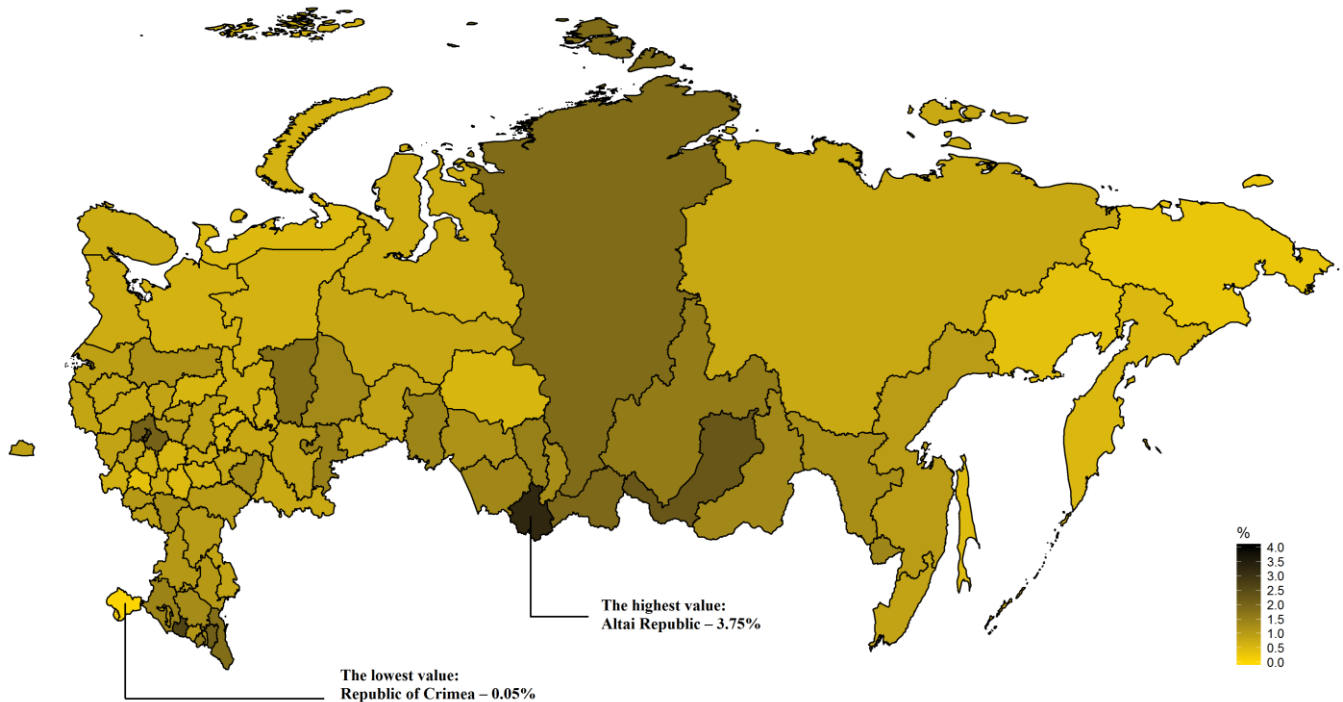 %
4.0
3.5
3.0
2.5
2.0
1.5
1.0
0.5
0.0
The highest value:
Altai Republic – 3.75%
The lowest value:
Republic of Crimea – 0.05%